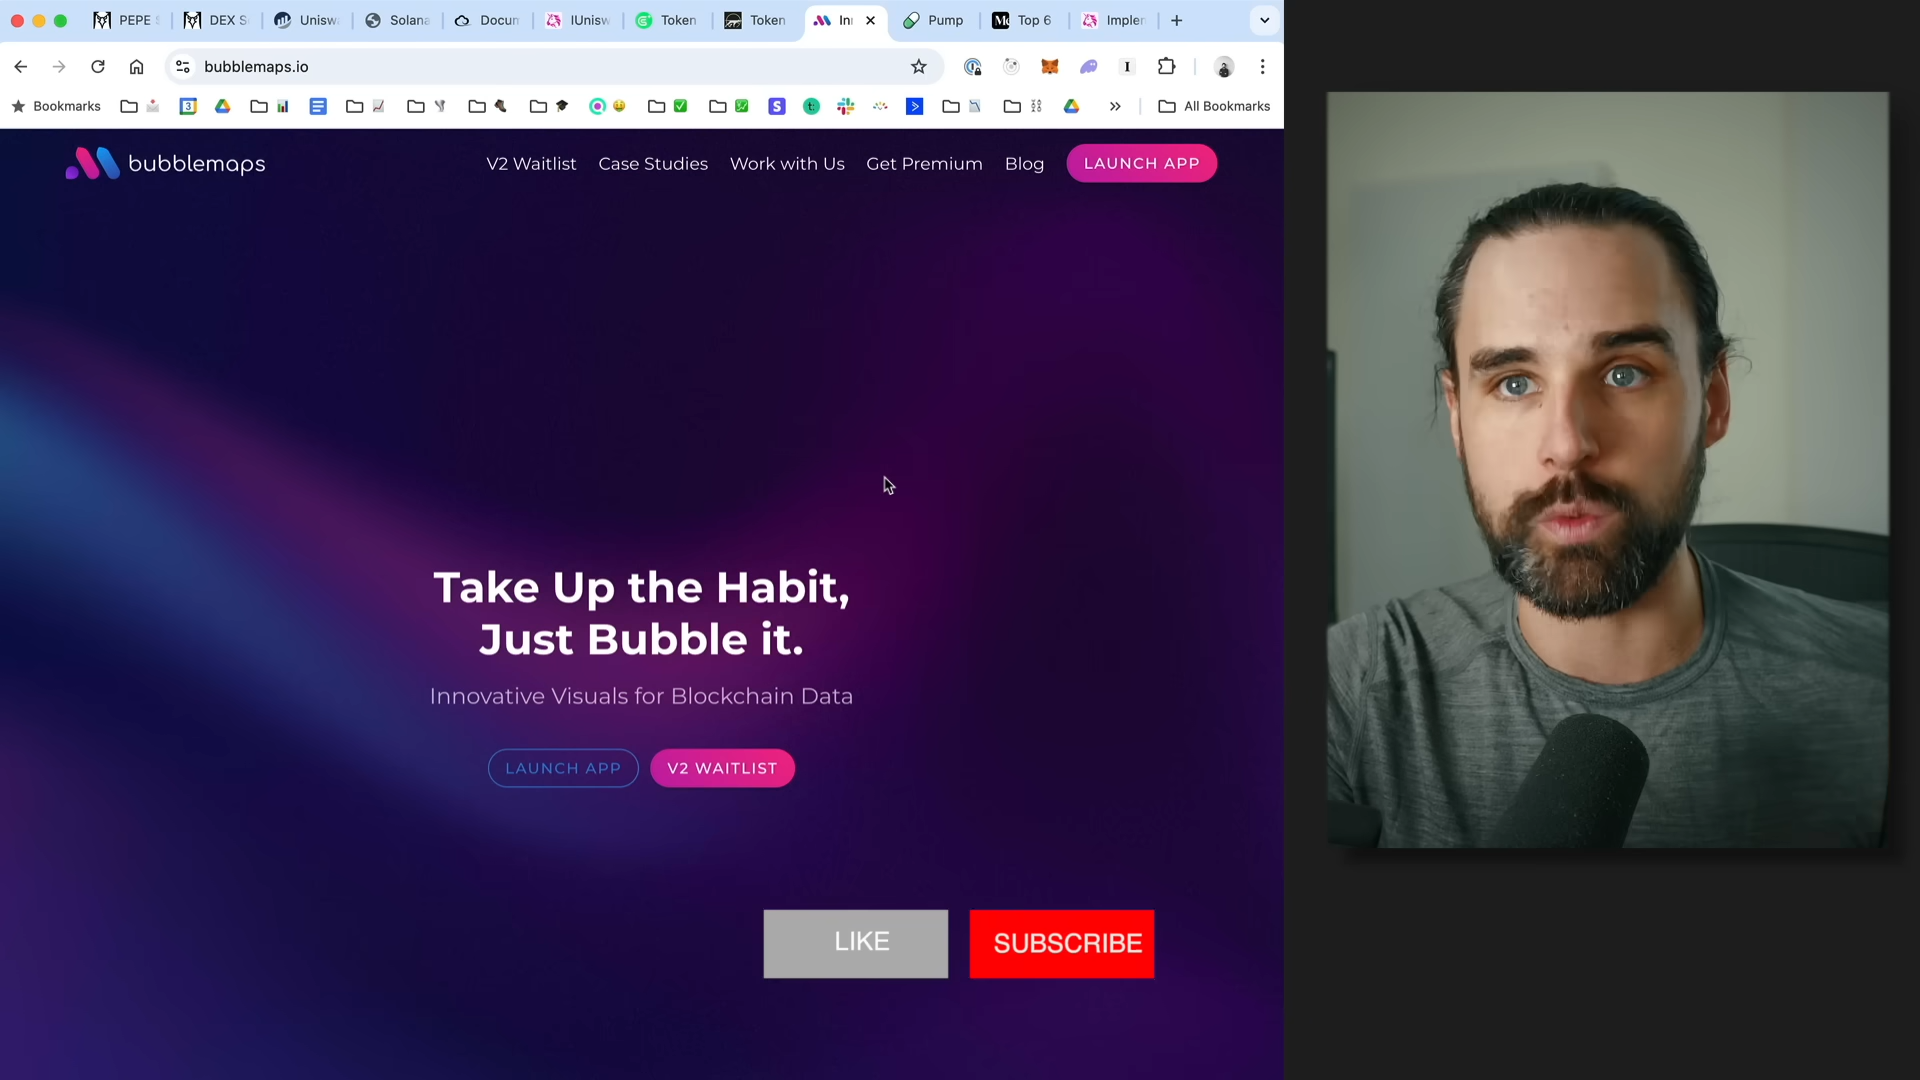 PEPE
DEX S
Unisw
Solana
Docum
IUnisw
Token
Token
In
Pump
Top 6
Implen
bubblemaps.io
Bookmarks
All Bookmarks
bubblemaps
V2 Waitlist
Case Studies
Work with Us
Get Premium
Blog
LAUNCH APP
Take Up the Habit,
Just Bubble it.
Innovative Visuals for Blockchain Data
LAUNCH APP
V2 WAITLIST
LIKE
SUBSCRIBE